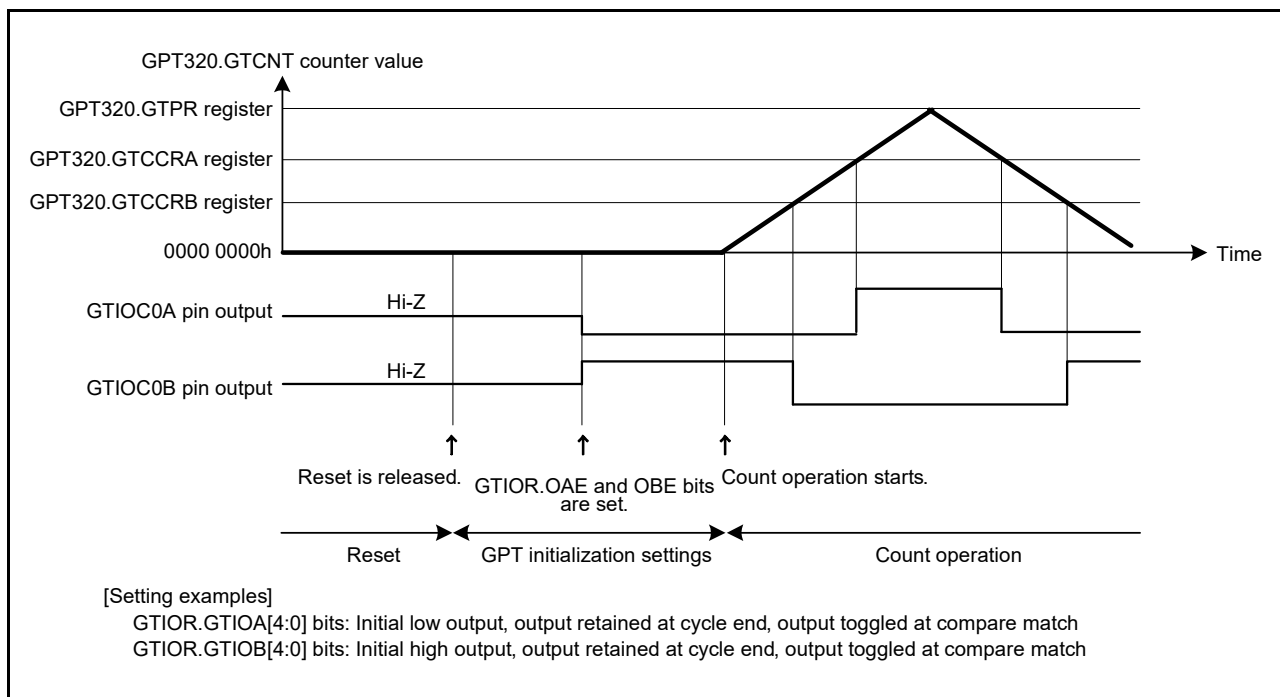 GPT320.GTCNT counter value
GPT320.GTPR register
GPT320.GTCCRA register
GPT320.GTCCRB register
0000 0000h
Time
GTIOC0A pin output
Hi-Z
GTIOC0B pin output
Hi-Z
Reset is released.
GTIOR.OAE and OBE bits
are set.
Count operation starts.
Reset
GPT initialization settings
Count operation
[Setting examples]
GTIOR.GTIOA[4:0] bits: Initial low output, output retained at cycle end, output toggled at compare match
GTIOR.GTIOB[4:0] bits: Initial high output, output retained at cycle end, output toggled at compare match